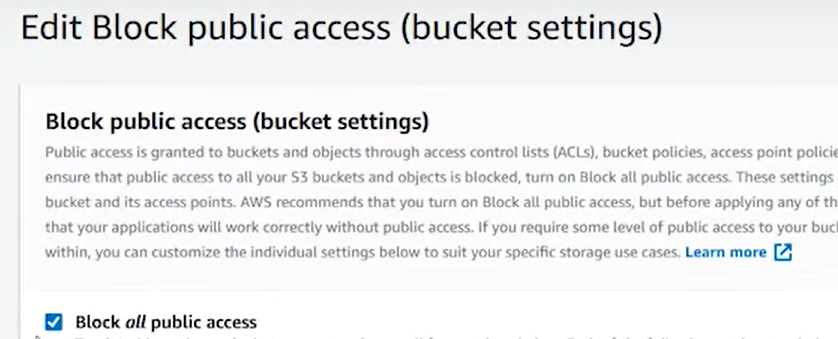 Edit Block public access (bucket settings)
Block public access (bucket settings)
Public access is granted to buckets and objects through access control lists (ACLs), bucket policies, access point
ensure that public access to all your S3 buckets and objects is blocked, turn on Block all public access. These settings
bucket and its access points. AWS recommends that you turn on Block all public access, but before applying any of
that your applications will work correctly without public access. If you require some level of public access to your
within, you can customize the individual settings below to suit your specific storage use cases. Learn more
Block all public access